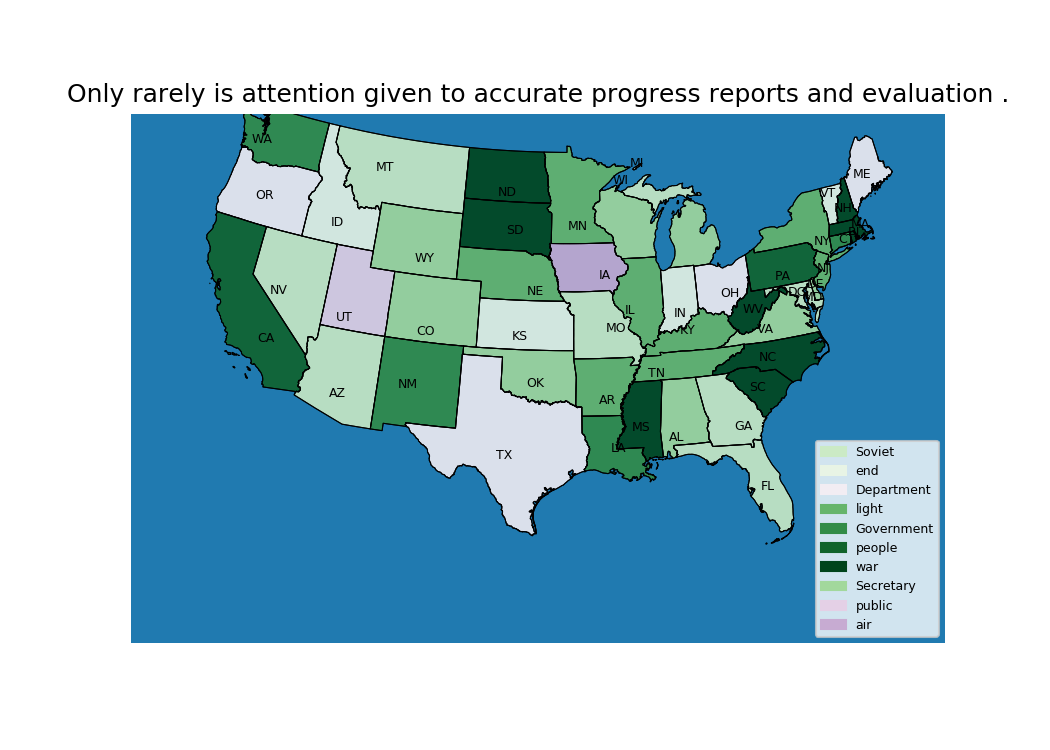 Only rarely is attention given to accurate progress reports and evaluation .
WA
MT
ND
MI
WI
ME
OR
ID
SD
MN
VT
NH
MA
WY
NY
CT
RI
NV
UT
CO
NE
IA
IL
IN
OH
PA
NJ
DE
DC
MD
WV
VA
KY
CA
KS
MO
AZ
NM
OK
AR
TN
NC
SC
TX
LA
MS
AL
GA
FL
Soviet
end
Department
light
Government
people
war
Secretary
public
air